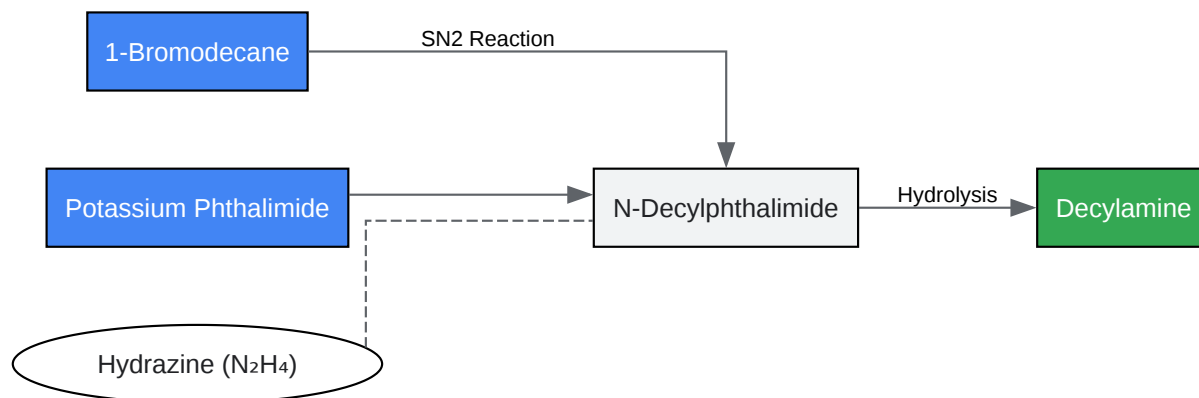 1-Bromodecane
SN2 Reaction
Potassium Phthalimide
N-Decylphthalimide
Hydrolysis
Decylamine
Hydrazine (N₂H₄)